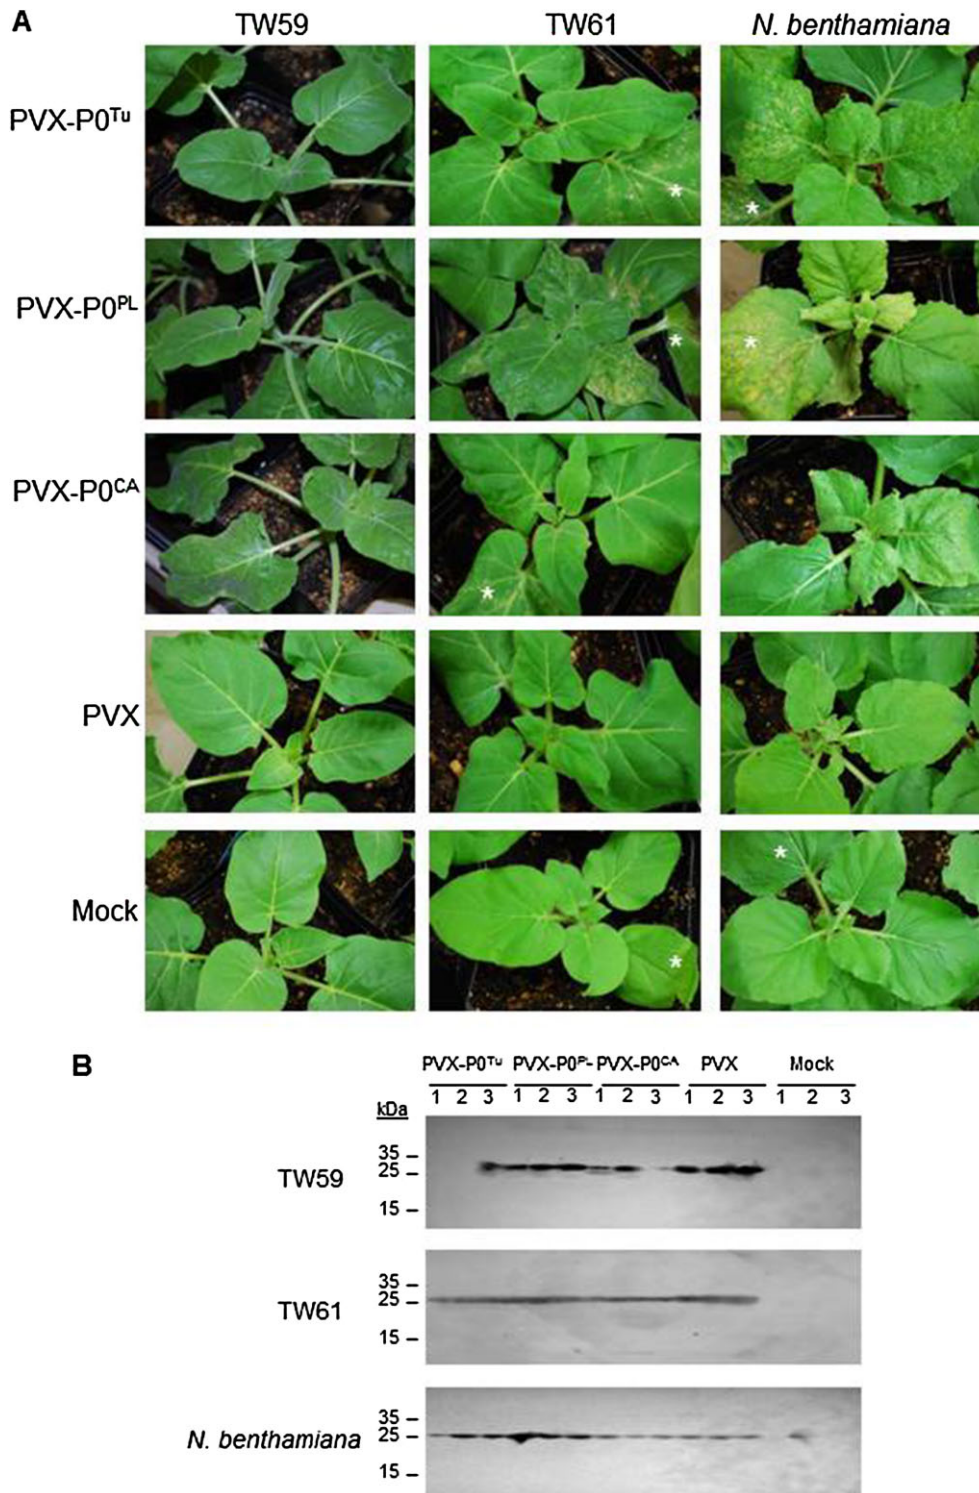 A TW59 TW61 N. benthamiana
PVX-P0ᵀᵘ *
*
PVX-P0ᴾᴸ * *
PVX-P0ᶜᴬ *
PVX
Mock * *
B PVX-P0ᵀᵘ PVX-P0ᴾᴸ PVX-P0ᶜᴬ PVX Mock
1 2 3 1 2 3 1 2 3 1 2 3 1 2 3
kDa
TW59
35 –
25 –
15 –
TW61
35 –
25 –
15 –
N. benthamiana
35 –
25 –
15 –